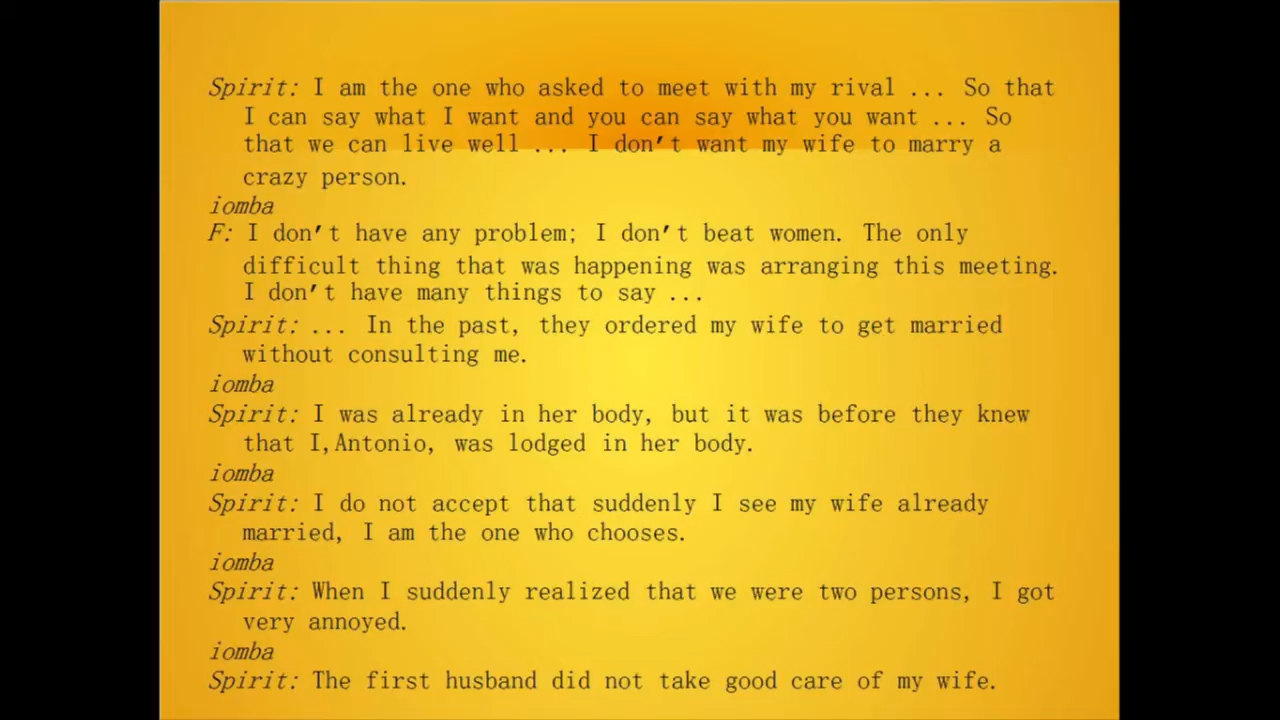 Spirit: I am the one who asked to meet with my rival ... So that
I can say what I want and you can say what you want ... So
that we can live well ... I don't want my wife to marry a
crazy person.
iomba
F: I don't have any problem; I don't beat women. The only
difficult thing that was happening was arranging this meeting.
I don't have many things to say ...
Spirit: ... In the past, they ordered my wife to get married
without consulting me.
iomba
Spirit: I was already in her body, but it was before they knew
that I,Antonio, was lodged in her body.
iomba
Spirit: I do not accept that suddenly I see my wife already
married, I am the one who chooses.
iomba
Spirit: When I suddenly realized that we were two persons, I got
very annoyed.
iomba
Spirit: The first husband did not take good care of my wife.